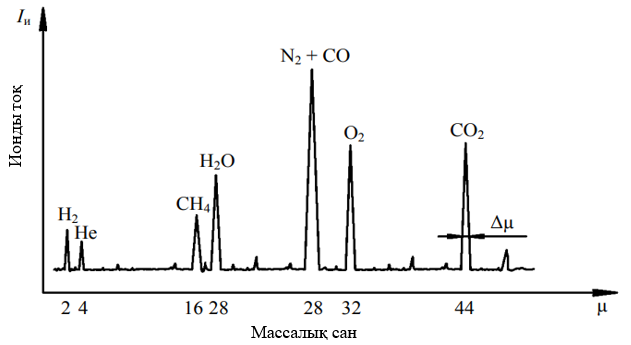 Iи
Ионды тоқ
H2
He
CH4
H2O
N2 + CO
O2
CO2
Δμ
2 4 16 28 28 32 44 μ
Массалық сан